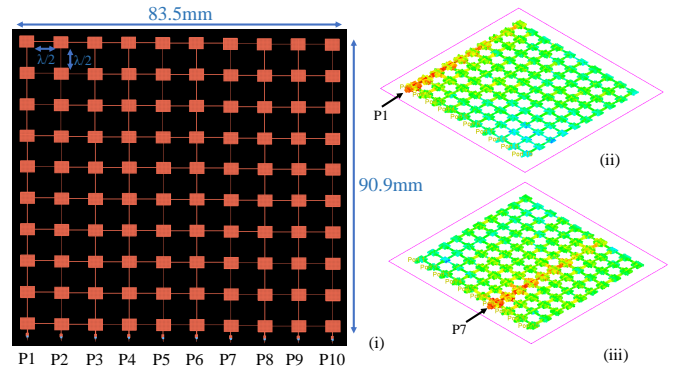 83.5mm
λ/2
λ/2
90.9mm
P1 P2 P3 P4 P5 P6 P7 P8 P9 P10
(i)
P1
(ii)
P7
(iii)